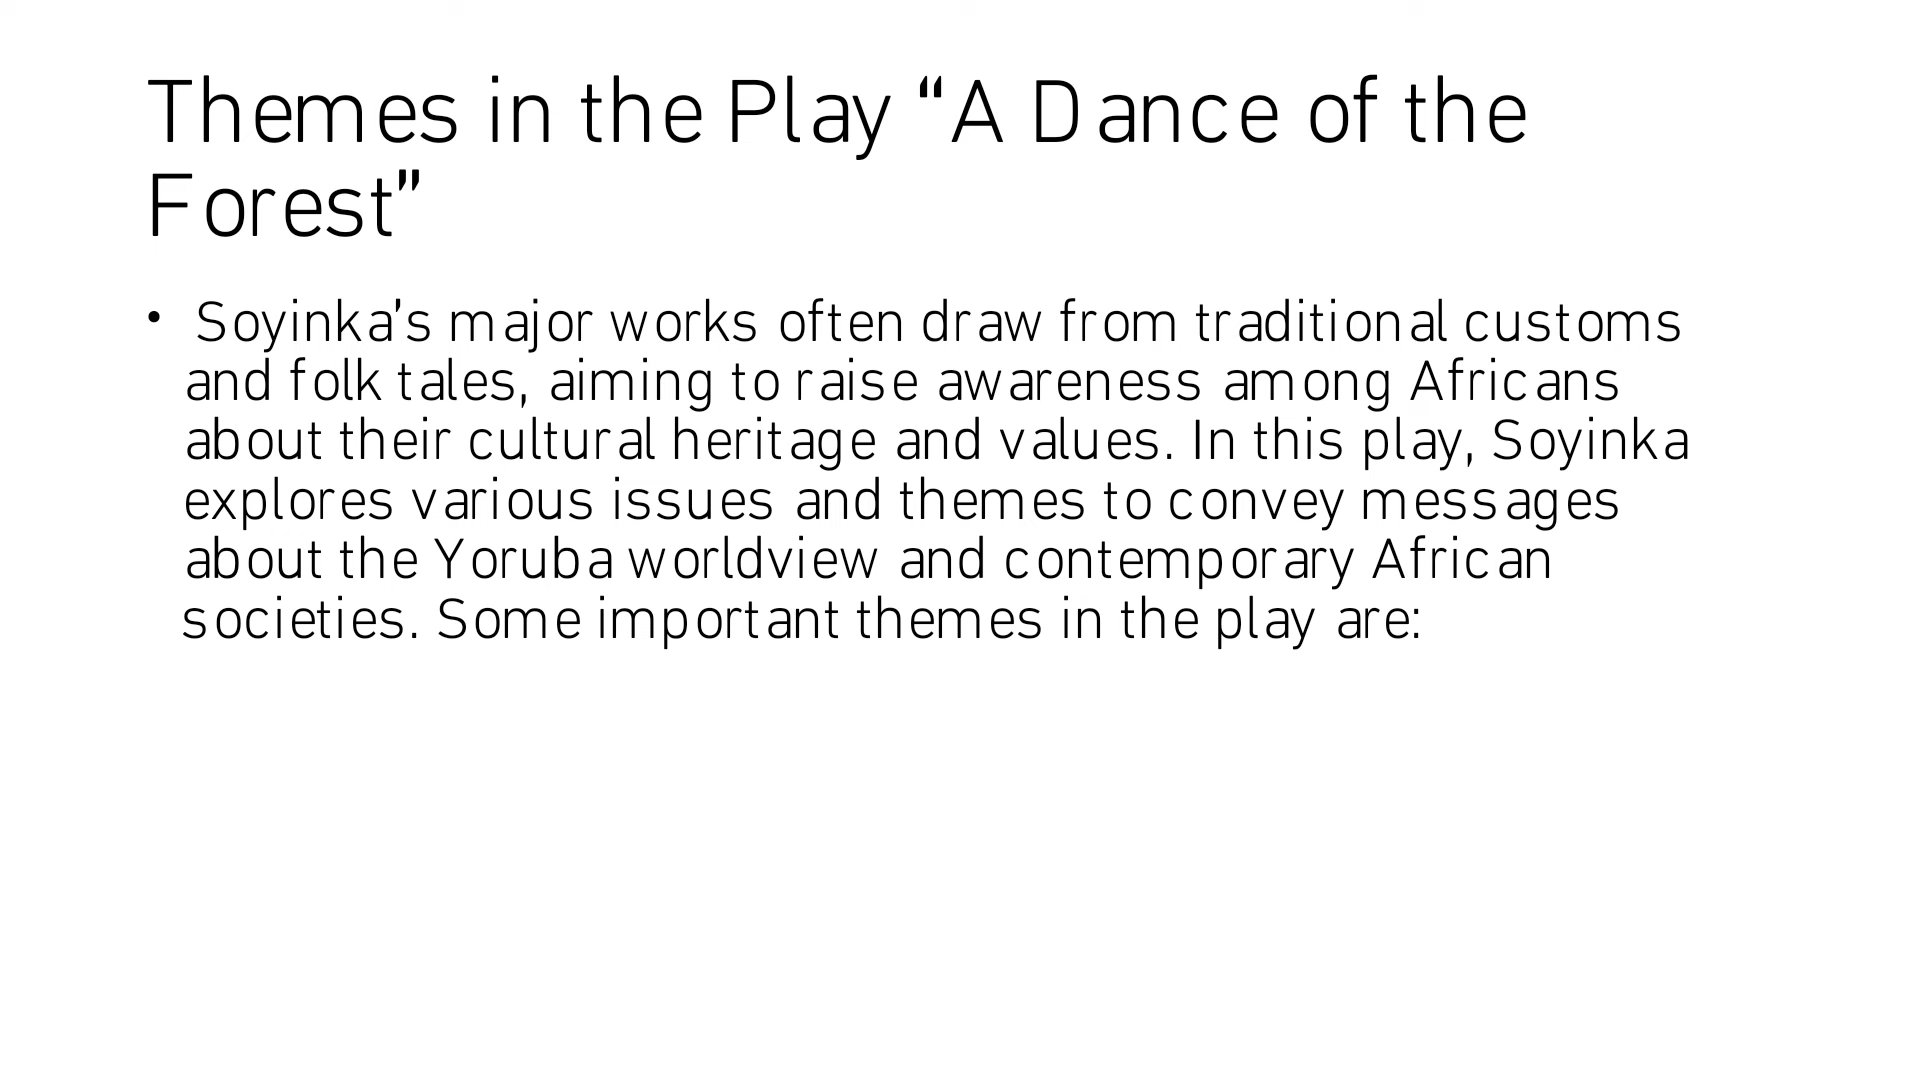 Themes in the Play “A Dance of the
Forest”
• Soyinka’s major works often draw from traditional customs
and folk tales, aiming to raise awareness among Africans
about their cultural heritage and values. In this play, Soyinka
explores various issues and themes to convey messages
about the Yoruba worldview and contemporary African
societies. Some important themes in the play are: